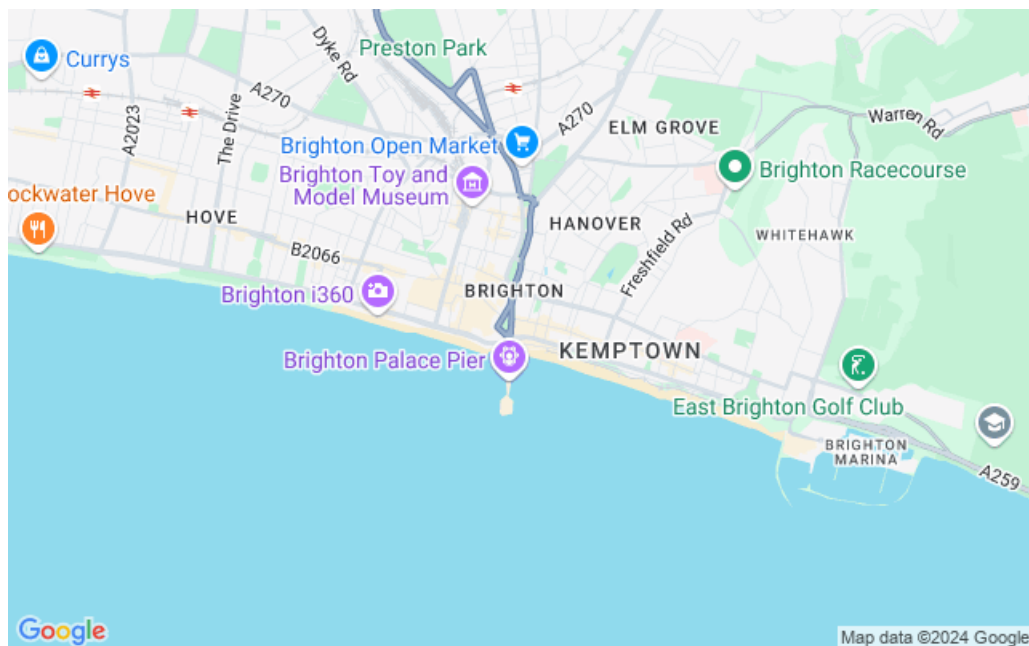 Preston Park
Dyke Rd
Currys
A270
A2023
The Drive
A270
Warren Rd
ELM GROVE
Brighton Open Market
Brighton Toy and
Model Museum
Brighton Racecourse
ockwater Hove
HOVE
HANOVER
Freshfield Rd
WHITEHAWK
B2066
Brighton i360
BRIGHTON
Brighton Palace Pier
KEMPTOWN
East Brighton Golf Club
BRIGHTON
MARINA
A259
Google
Map data ©2024 Google